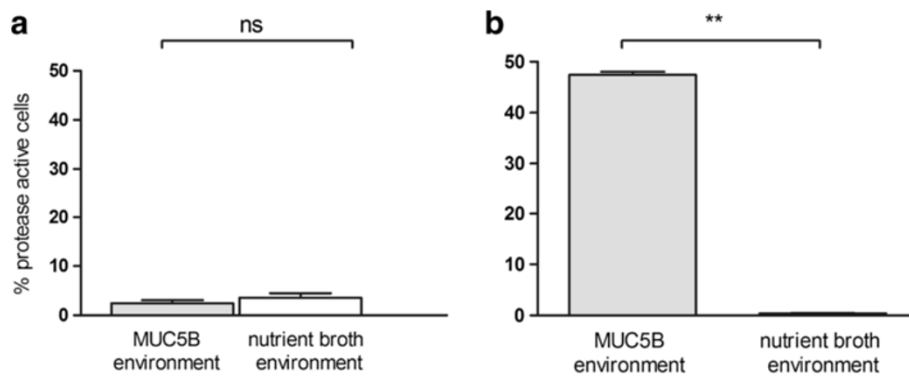 a
ns
% protease active cells
50
40
30
20
10
0
MUC5B
environment
nutrient broth
environment
b
**
50
40
30
20
10
0
MUC5B
environment
nutrient broth
environment